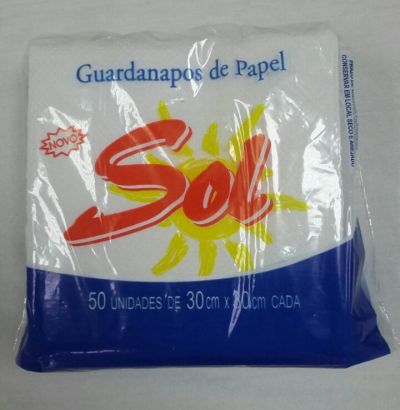 Guardanapos de Papel
NOVO
Sol
50 UNIDADES DE 30cm X 30cm CADA
CONSERVAR EM LOCAL SECO E AREJADO